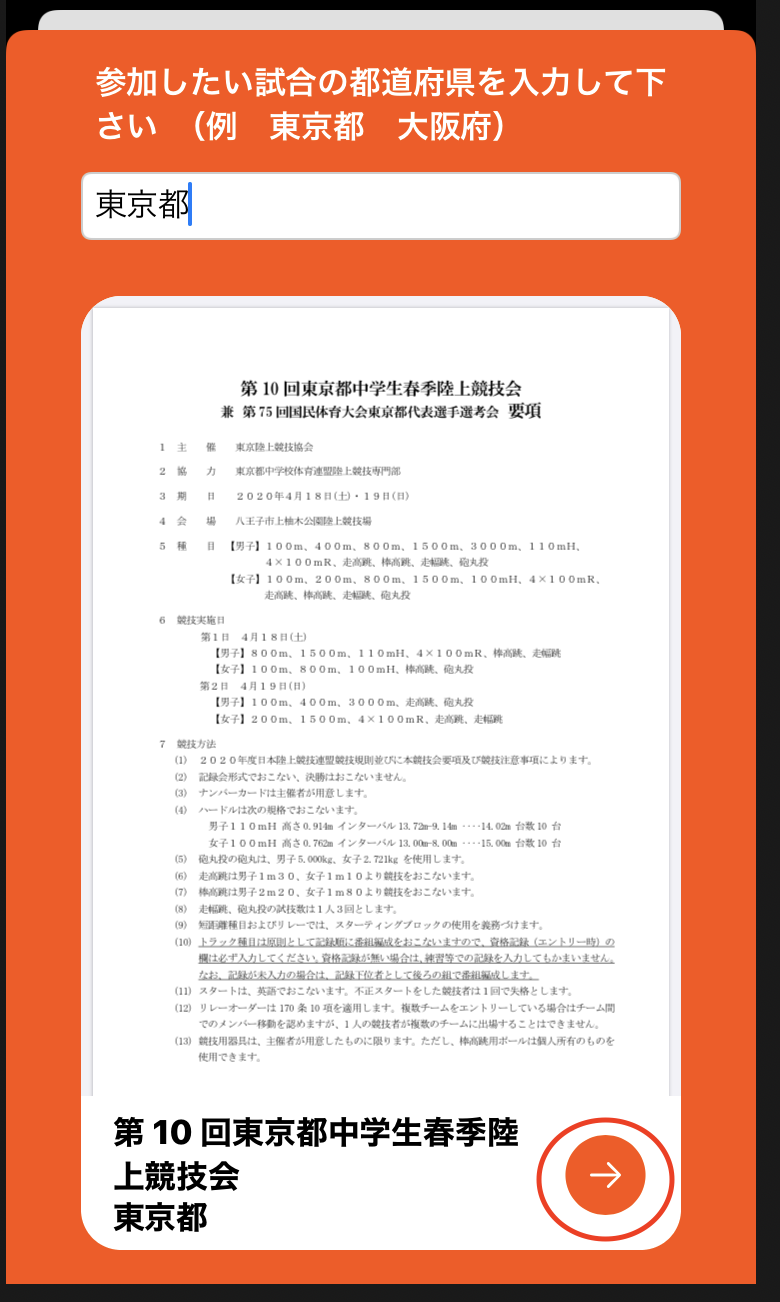 参加したい試合の都道府県を入力して下
さい （例　東京都　大阪府）
東京都
第 10 回東京都中学生春季陸上競技会
兼 第 75 回国民体育大会東京都代表選手選考会 要項
1 主　催　東京陸上競技協会
2 協　力　東京都中学校体育連盟陸上競技専門部
3 期　日　２０２０年４月１８日(土)・１９日(日)
4 会　場　八王子市上柚木公園陸上競技場
5 種　目 【男子】１００ｍ、４００ｍ、８００ｍ、１５００ｍ、３０００ｍ、１１０ｍＨ、
４×１００ｍＲ、走高跳、棒高跳、走幅跳、砲丸投
【女子】１００ｍ、２００ｍ、８００ｍ、１５００ｍ、１００ｍＨ、４×１００ｍＲ、
走高跳、棒高跳、走幅跳、砲丸投
6 競技実施日
第１日　４月１８日(土)
【男子】８００ｍ、１５００ｍ、１１０ｍＨ、４×１００ｍＲ、棒高跳、走幅跳
【女子】１００ｍ、８００ｍ、１００ｍＨ、棒高跳、砲丸投
第２日　４月１９日(日)
【男子】１００ｍ、４００ｍ、３０００ｍ、走高跳、砲丸投
【女子】２００ｍ、１５００ｍ、４×１００ｍＲ、走高跳、走幅跳
7 競技方法
(1) ２０２０年度日本陸上競技連盟競技規則並びに本競技会要項及び競技注意事項によります。
(2) 記録会形式でおこない、決勝はおこないません。
(3) ナンバーカードは主催者が用意します。
(4) ハードルは次の規格でおこないます。
男子１１０ｍＨ 高さ0.914m インターバル13.72m-9.14m ‥‥14.02m 台数10 台
女子１００ｍＨ 高さ0.762m インターバル13.00m-8.00m ‥‥15.00m 台数10 台
(5) 砲丸投の砲丸は、男子5.000kg、女子2.721kg を使用します。
(6) 走高跳は男子１ｍ３０、女子１ｍ１０より競技をおこないます。
(7) 棒高跳は男子２ｍ２０、女子１ｍ８０より競技をおこないます。
(8) 走幅跳、砲丸投の試技数は１人３回とします。
(9) 短距離種目およびリレーでは、スターティングブロックの使用を義務づけます。
(10) トラック種目は原則として記録順に番組編成をおこないますので、資格記録（エントリー時）の
欄は必ず入力してください。資格記録が無い場合は、練習等での記録を入力してもかまいません。
なお、記録が未入力の場合は、記録下位者として後ろの組で番組編成します。
(11) スタートは、英語でおこないます。不正スタートをした競技者は１回で失格とします。
(12) リレーオーダーは 170 条 10 項を適用します。複数チームをエントリーしている場合はチーム間
でのメンバー移動を認めますが、１人の競技者が複数のチームに出場することはできません。
(13) 競技用器具は、主催者が用意したものに限ります。ただし、棒高跳用ポールは個人所有のものを
使用できます。
第 10 回東京都中学生春季陸
上競技会
東京都